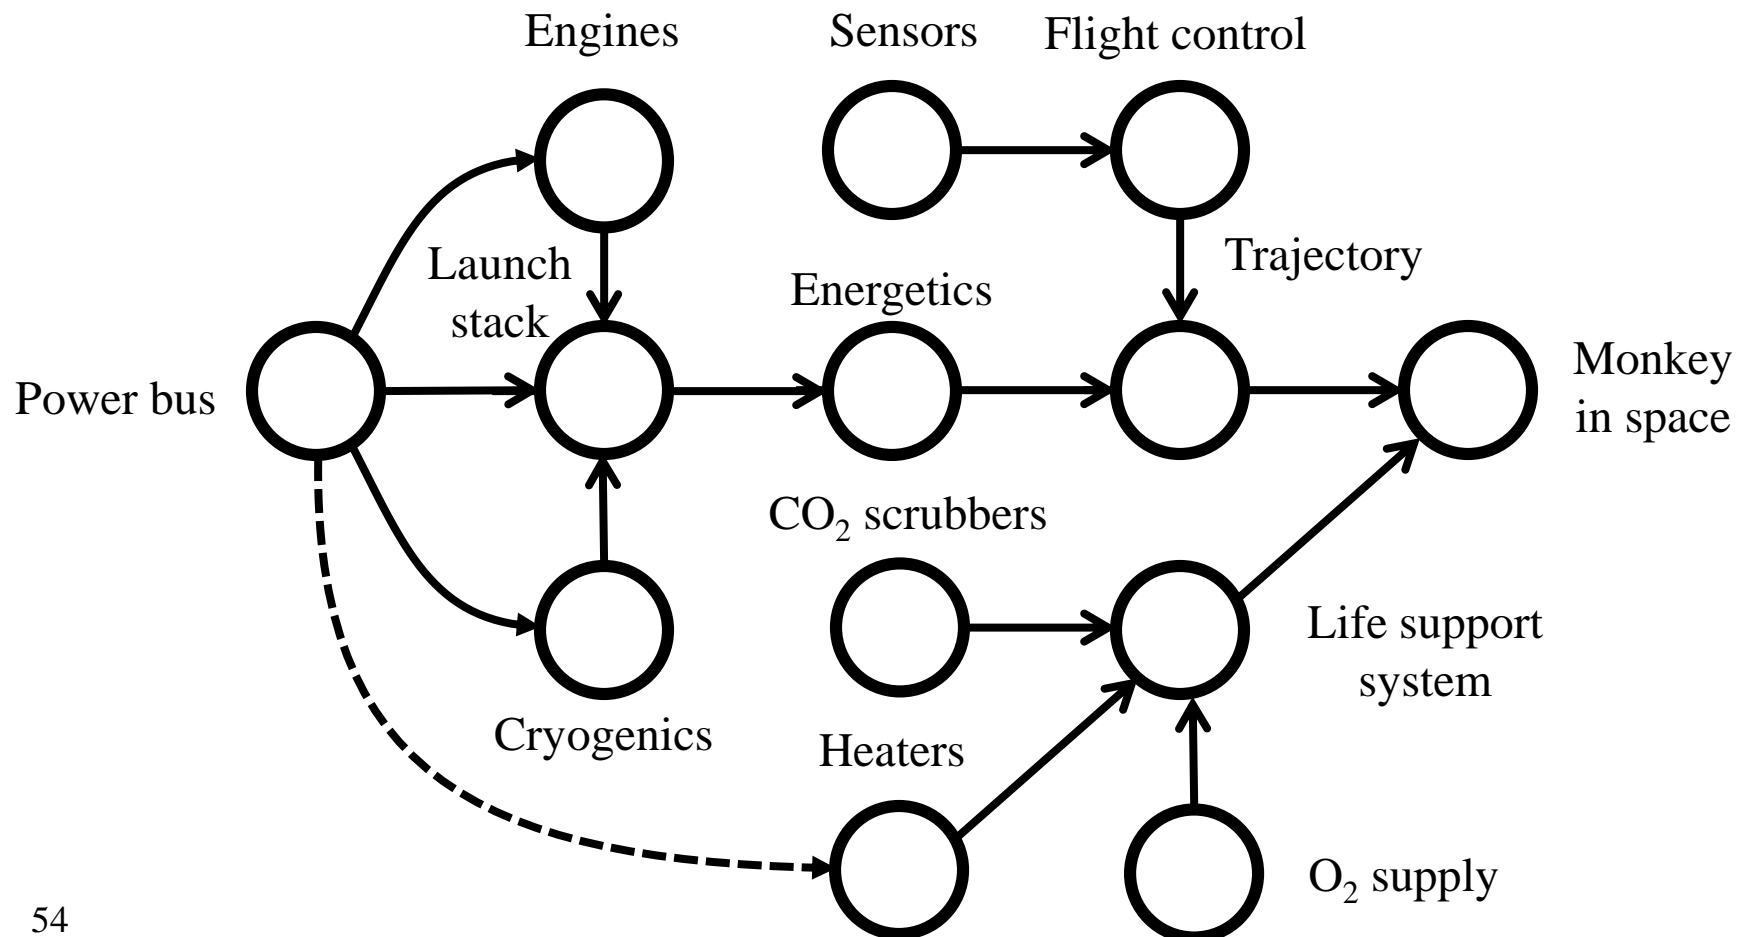 Engines
Sensors
Flight control
Launch
stack
Energetics
Trajectory
Power bus
Monkey
in space
CO₂ scrubbers
Life support
system
Cryogenics
Heaters
O₂ supply
54